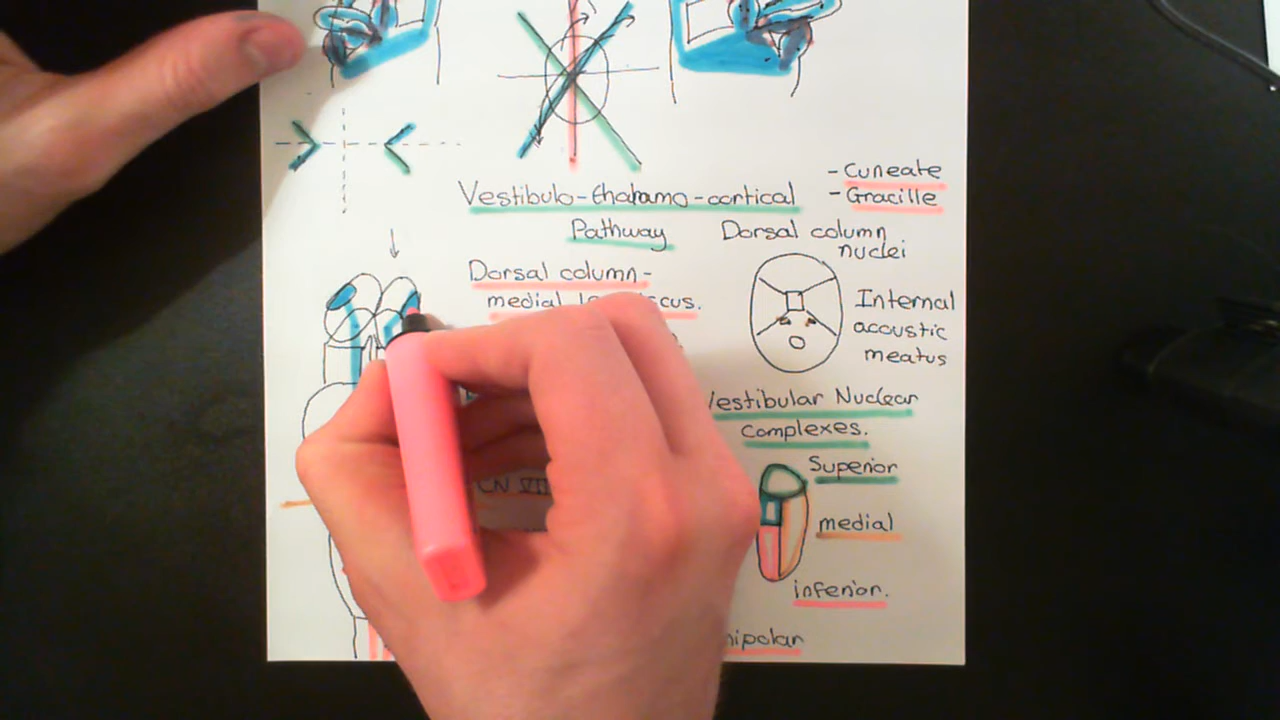 - Cuneate
- Gracille
Vestibulo-thalamo-cortical
Pathway
Dorsal column
nuclei
Dorsal column-
medial
Internal
acoustic
meatus
Vestibular Nuclear
Complexes.
Superior
medial
inferior.